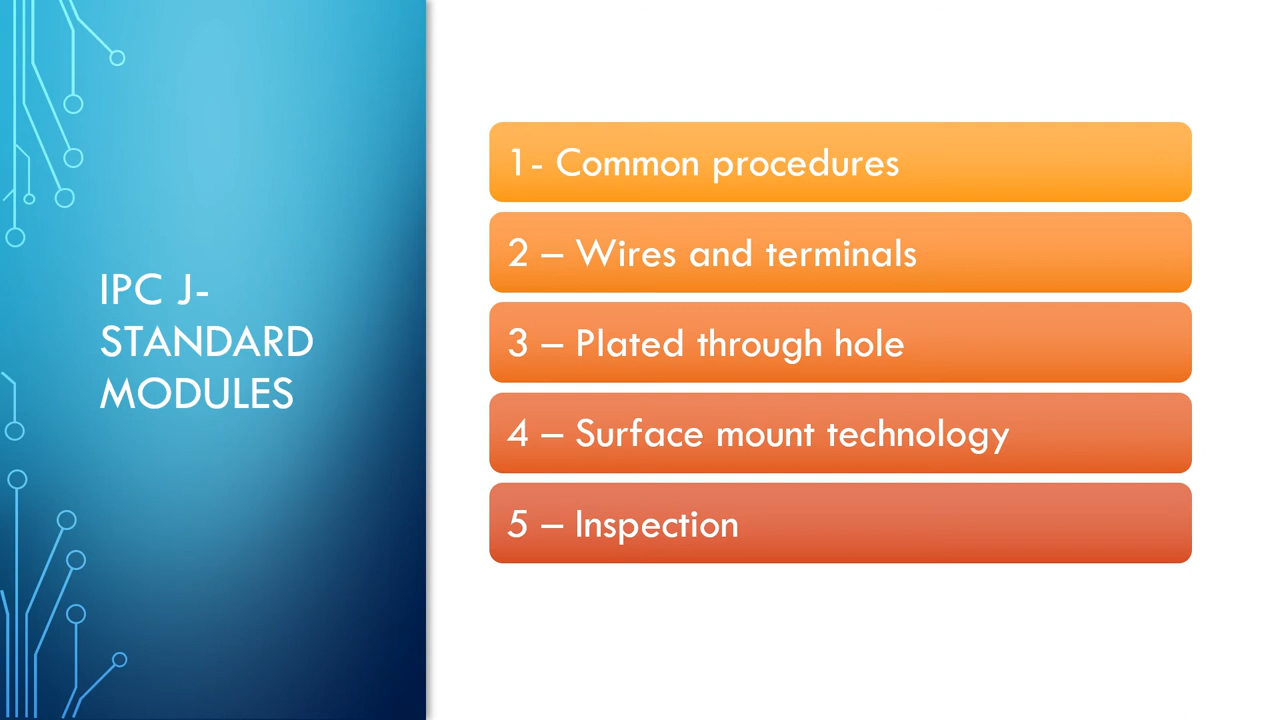 IPC J-
STANDARD
MODULES
1- Common procedures
2 – Wires and terminals
3 – Plated through hole
4 – Surface mount technology
5 – Inspection